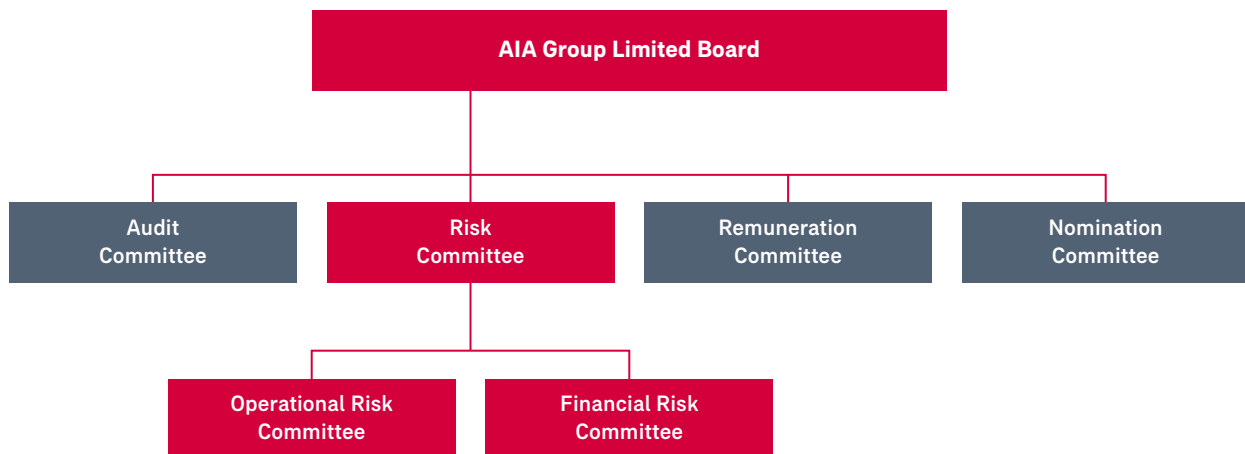 AIA Group Limited Board
Audit
Committee
Risk
Committee
Remuneration
Committee
Nomination
Committee
Operational Risk
Committee
Financial Risk
Committee